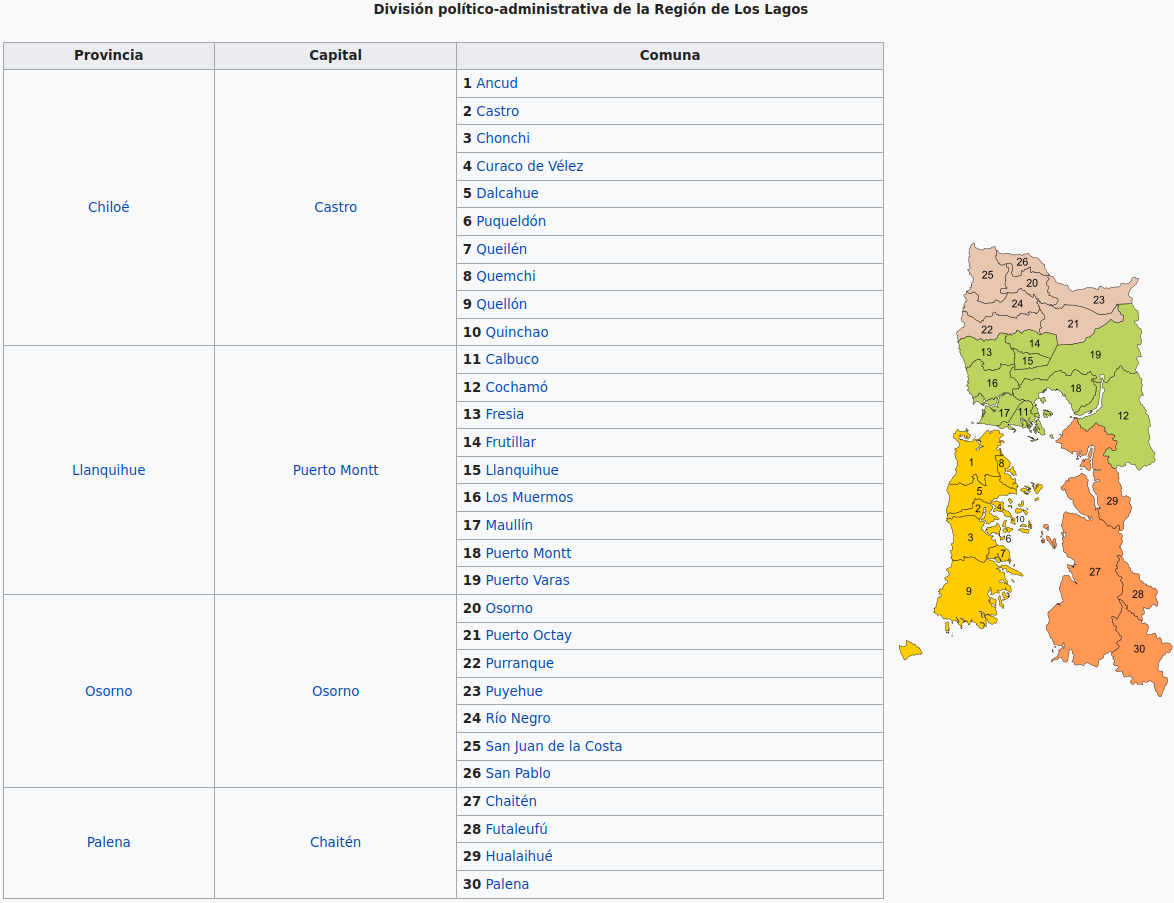 División político-administrativa de la Región de Los Lagos
Provincia Capital Comuna
Chiloé Castro
1 Ancud
2 Castro
3 Chonchi
4 Curaco de Vélez
5 Dalcahue
6 Puqueldón
7 Queilén
8 Quemchi
9 Quellón
10 Quinchao
Llanquihue Puerto Montt
11 Calbuco
12 Cochamó
13 Fresia
14 Frutillar
15 Llanquihue
16 Los Muermos
17 Maullín
18 Puerto Montt
19 Puerto Varas
Osorno Osorno
20 Osorno
21 Puerto Octay
22 Purranque
23 Puyehue
24 Río Negro
25 San Juan de la Costa
26 San Pablo
Palena Chaitén
27 Chaitén
28 Futaleufú
29 Hualaihué
30 Palena
26
25
20
23
24
21
22
14
13
19
15
16
18
17
11
12
1
8
5
29
2
4
10
3
6
7
27
9
28
30